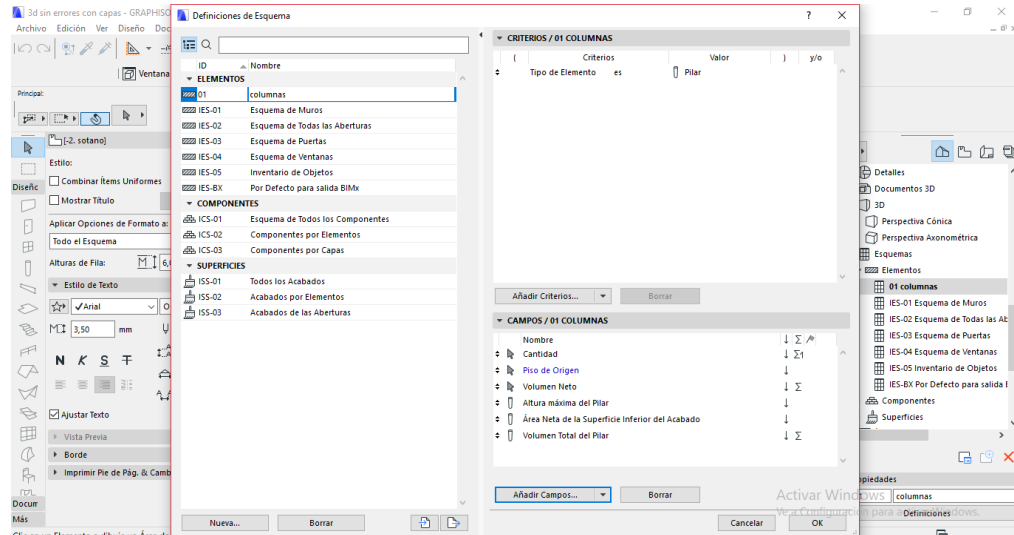 3d sin errores con capas - GRAPHISO
Definiciones de Esquema
Archivo Edición Ver Diseño Doc
Ventana
Principal:
[-2. sotano]
Estilo:
Combinar Ítems Uniformes
Mostrar Título
Aplicar Opciones de Formato a:
Todo el Esquema
Alturas de Fila:
Estilo de Texto
Arial
3,50 mm
N K S T
Ajustar Texto
Vista Previa
Borde
Imprimir Pie de Pág. & Camb
Diseñc
Docum
Más
ID Nombre
ELEMENTOS
01 columnas
IES-01 Esquema de Muros
IES-02 Esquema de Todas las Aberturas
IES-03 Esquema de Puertas
IES-04 Esquema de Ventanas
IES-05 Inventario de Objetos
IES-BX Por Defecto para salida BIMx
COMPONENTES
ICS-01 Esquema de Todos los Componentes
ICS-02 Componentes por Elementos
ICS-03 Componentes por Capas
SUPERFICIES
ISS-01 Todos los Acabados
ISS-02 Acabados por Elementos
ISS-03 Acabados de las Aberturas
Nueva... Borrar
CRITERIOS / 01 COLUMNAS
( Criterios Valor ) y/o
Tipo de Elemento es Pilar
Añadir Criterios... Borrar
CAMPOS / 01 COLUMNAS
Nombre
Cantidad
Piso de Origen
Volumen Neto
Altura máxima del Pilar
Área Neta de la Superficie Inferior del Acabado
Volumen Total del Pilar
Añadir Campos... Borrar
Cancelar OK
Detalles
Documentos 3D
3D
Perspectiva Cónica
Perspectiva Axonométrica
Esquemas
Elementos
01 columnas
IES-01 Esquema de Muros
IES-02 Esquema de Todas las Ab
IES-03 Esquema de Puertas
IES-04 Esquema de Ventanas
IES-05 Inventario de Objetos
IES-BX Por Defecto para salida I
Componentes
Superficies
opiedades
columnas
Definiciones
Activar Windows
Ve a Configuración para activar Windows.